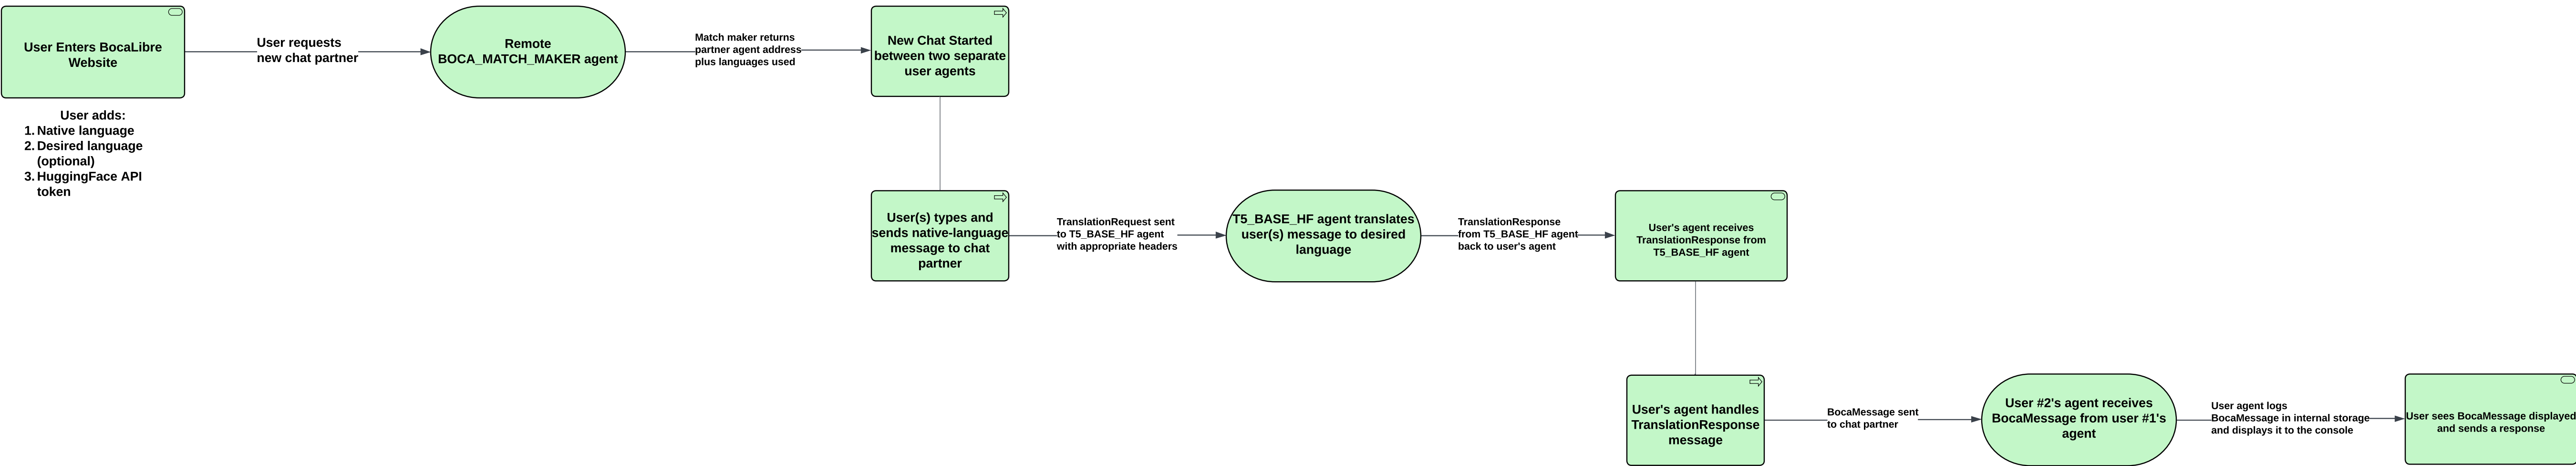 User Enters BocaLibre
Website
User adds:
1. Native language
2. Desired language
(optional)
3. HuggingFace API
token
User requests
new chat partner
Remote
BOCA_MATCH_MAKER agent
Match maker returns
partner agent address
plus languages used
New Chat Started
between two separate
user agents
User(s) types and
sends native-language
message to chat
partner
TranslationRequest sent
to T5_BASE_HF agent
with appropriate headers
T5_BASE_HF agent translates
user(s) message to desired
language
TranslationResponse
from T5_BASE_HF agent
back to user's agent
User's agent receives
TranslationResponse from
T5_BASE_HF agent
User's agent handles
TranslationResponse
message
BocaMessage sent
to chat partner
User #2's agent receives
BocaMessage from user #1's
agent
User agent logs
BocaMessage in internal storage
and displays it to the console
User sees BocaMessage displayed
and sends a response